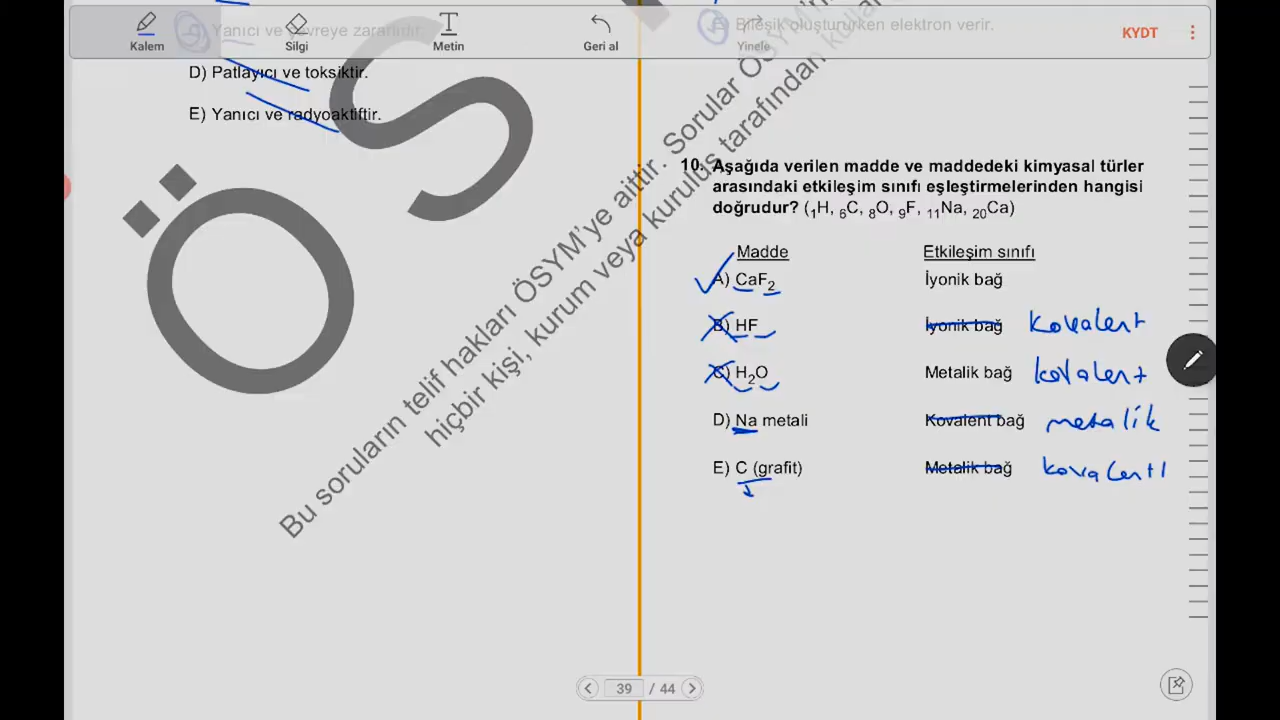 Kalem
Silgi
Metin
Geri al
Yinele
KYDT
C) Yanıcı ve çevreye zararlıdır.
D) Patlayıcı ve toksiktir.
E) Yanıcı ve radyoaktiftir.
E) Bileşik oluştururken elektron verir.
ÖS
Bu soruların telif hakları ÖSYM'ye aittir. Sorular ÖSYM'nin
hiçbir kişi, kurum veya kuruluş tarafından
10. Aşağıda verilen madde ve maddedeki kimyasal türler
arasındaki etkileşim sınıfı eşleştirmelerinden hangisi
doğrudur? (₁H, ₆C, ₈O, ₉F, ₁₁Na, ₂₀Ca)
Madde Etkileşim sınıfı
A) CaF₂ İyonik bağ
B) HF İyonik bağ kovalent
C) H₂O Metalik bağ kovalent
D) Na metali Kovalent bağ metalik
E) C (grafit) Metalik bağ kovalent
39 / 44